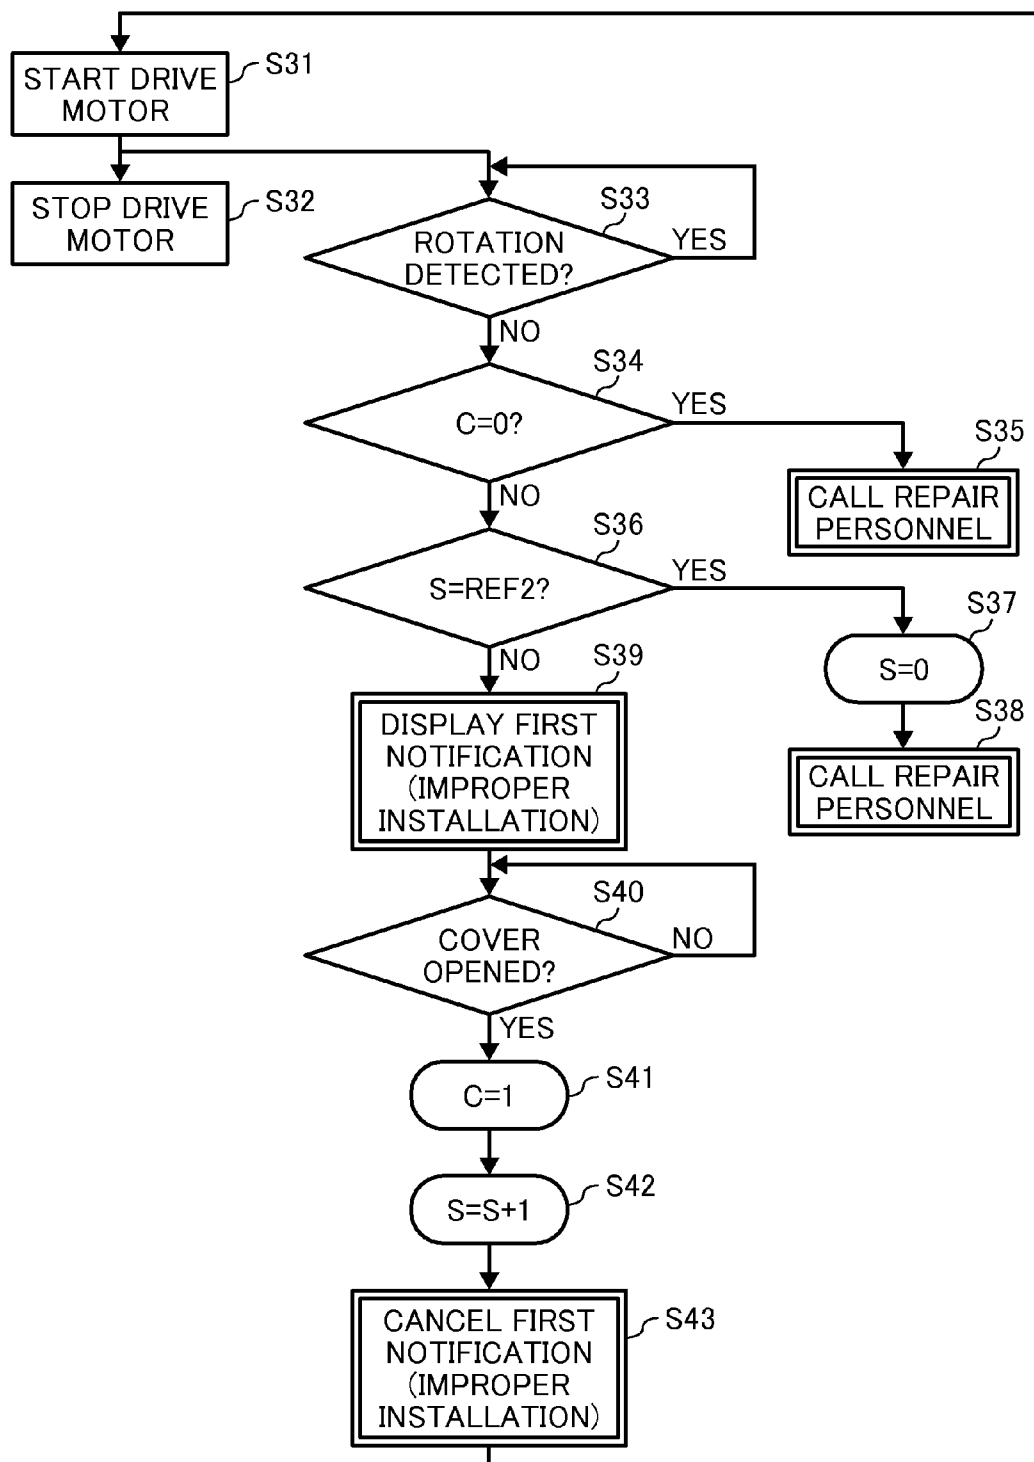 START DRIVE
MOTOR
S31
STOP DRIVE
MOTOR
S32
S33
ROTATION
DETECTED?
YES
NO
S34
C=0?
YES
NO
S35
CALL REPAIR
PERSONNEL
S36
S=REF2?
YES
NO
S37
S=0
S38
CALL REPAIR
PERSONNEL
S39
DISPLAY FIRST
NOTIFICATION
(IMPROPER
INSTALLATION)
S40
COVER
OPENED?
NO
YES
C=1
S41
S=S+1
S42
CANCEL FIRST
NOTIFICATION
(IMPROPER
INSTALLATION)
S43